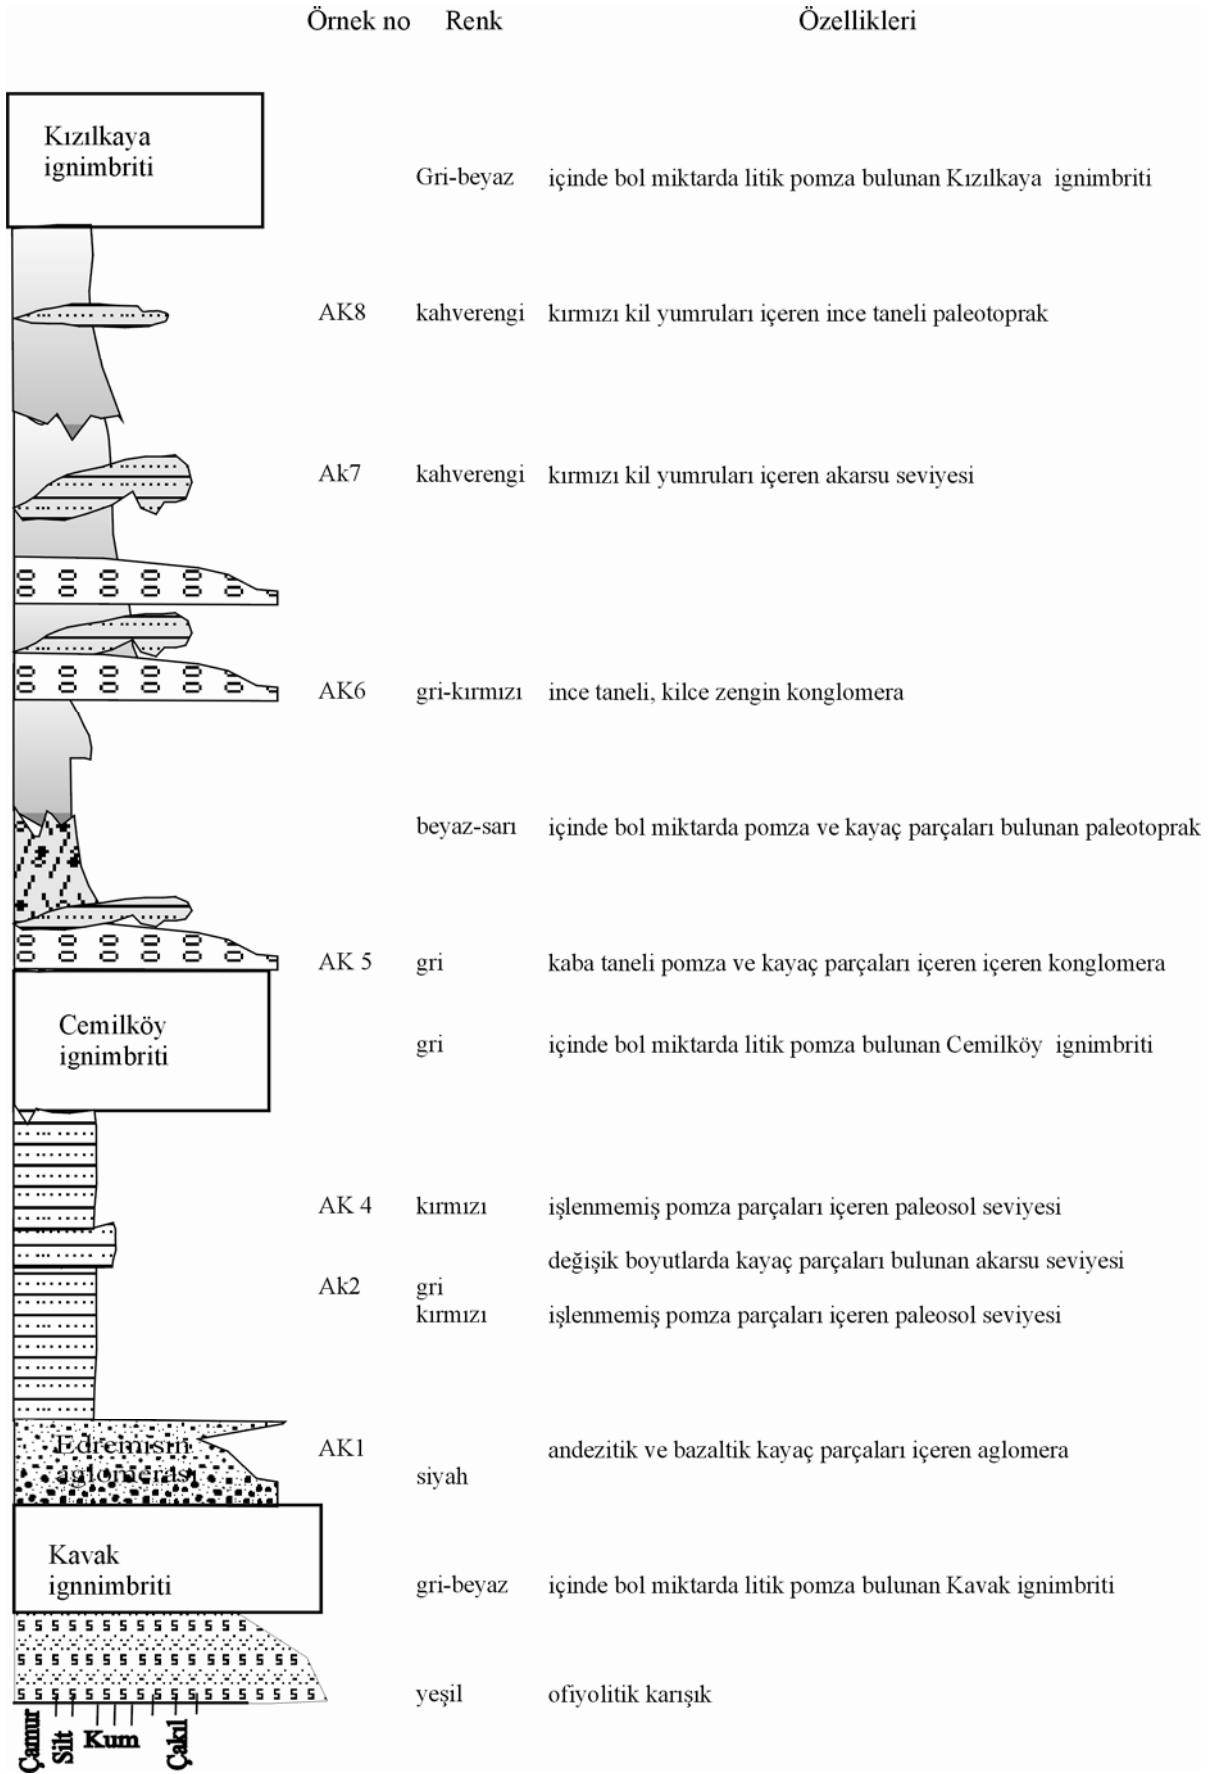 Örnek no Renk Özellikleri
Kızılkaya
ignimbriti
Gri-beyaz içinde bol miktarda litik pomza bulunan Kızılkaya ignimbriti
AK8 kahverengi kırmızı kil yumruları içeren ince taneli paleotoprak
Ak7 kahverengi kırmızı kil yumruları içeren akarsu seviyesi
AK6 gri-kırmızı ince taneli, kilce zengin konglomera
beyaz-sarı içinde bol miktarda pomza ve kayaç parçaları bulunan paleotoprak
AK 5 gri kaba taneli pomza ve kayaç parçaları içeren içeren konglomera
Cemilköy
ignimbriti
gri içinde bol miktarda litik pomza bulunan Cemilköy ignimbriti
AK 4 kırmızı işlenmemiş pomza parçaları içeren paleosol seviyesi
değişik boyutlarda kayaç parçaları bulunan akarsu seviyesi
Ak2 gri
kırmızı işlenmemiş pomza parçaları içeren paleosol seviyesi
Edremisin
aglomerası
AK1 andezitik ve bazaltik kayaç parçaları içeren aglomera
siyah
Kavak
ignnimbriti
gri-beyaz içinde bol miktarda litik pomza bulunan Kavak ignimbriti
yeşil ofiyolitik karışık
Çamur
Silt
Kum
Çakıl